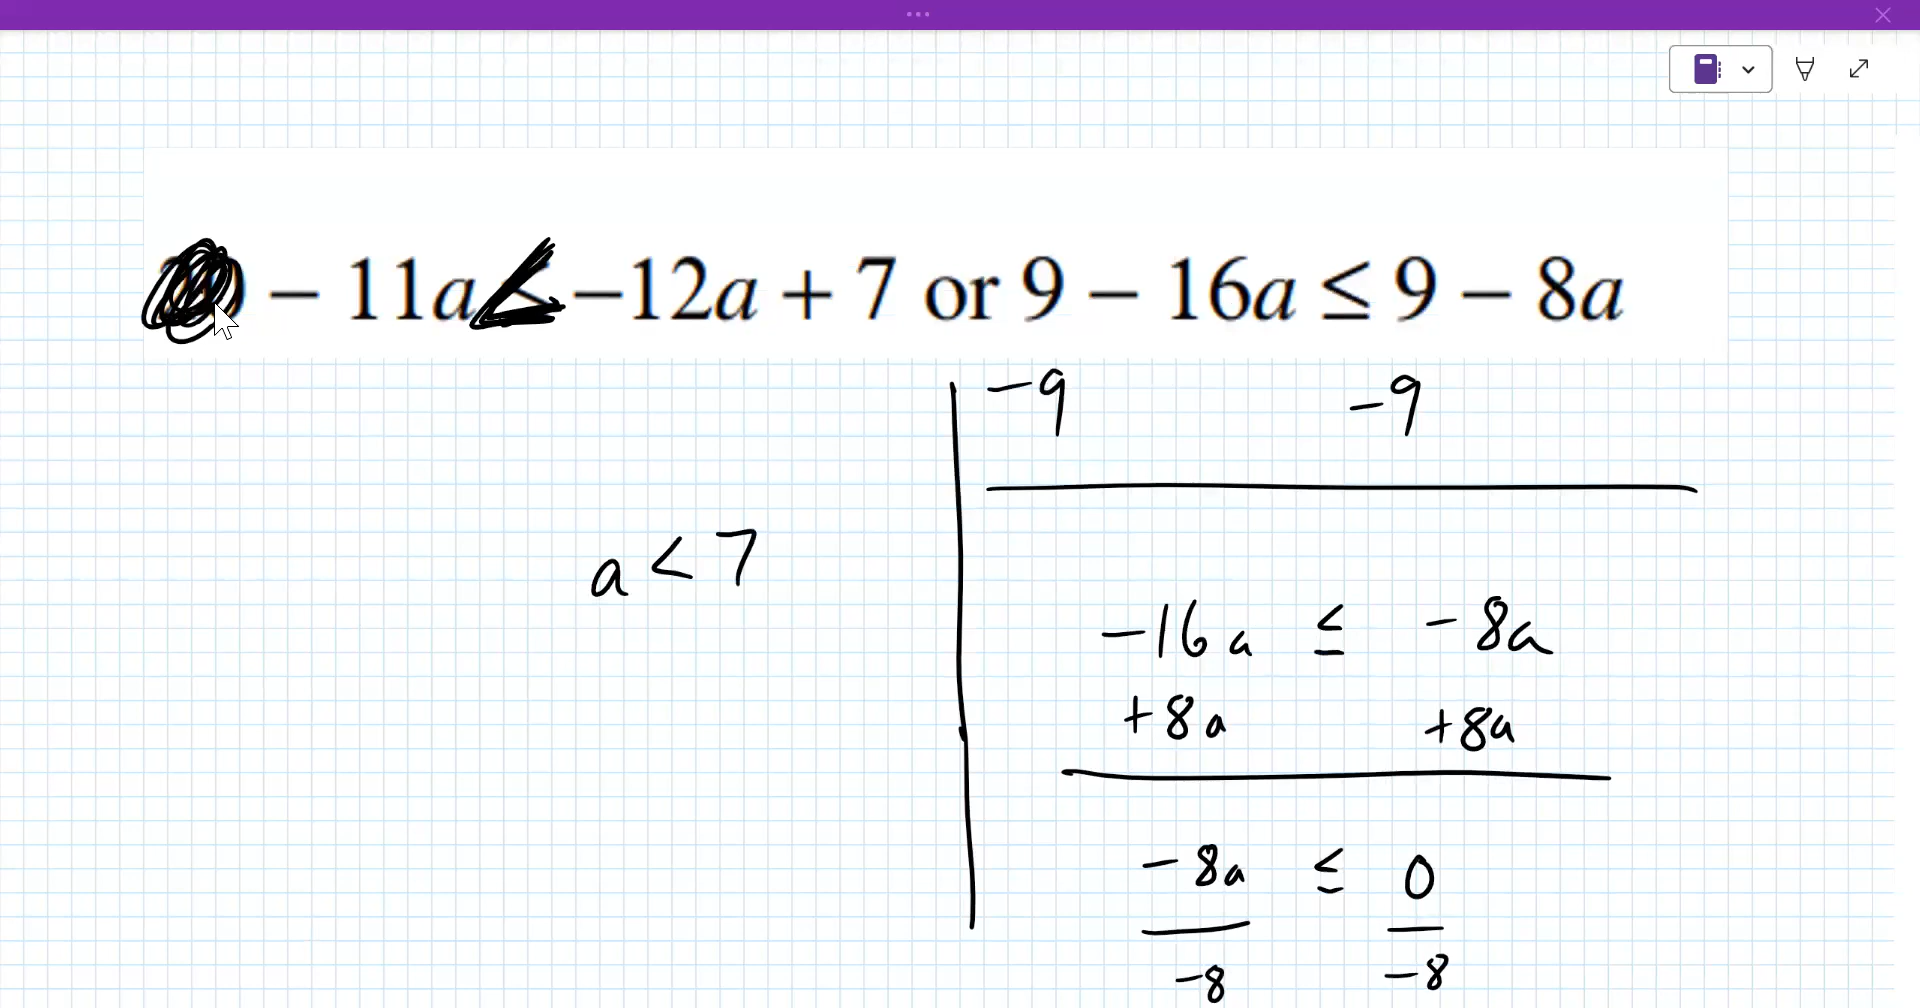 − 11a < −12a + 7 or 9 − 16a ≤ 9 − 8a
−9 −9
a < 7
−16a ≤ −8a
+8a +8a
−8a ≤ 0
−8 −8